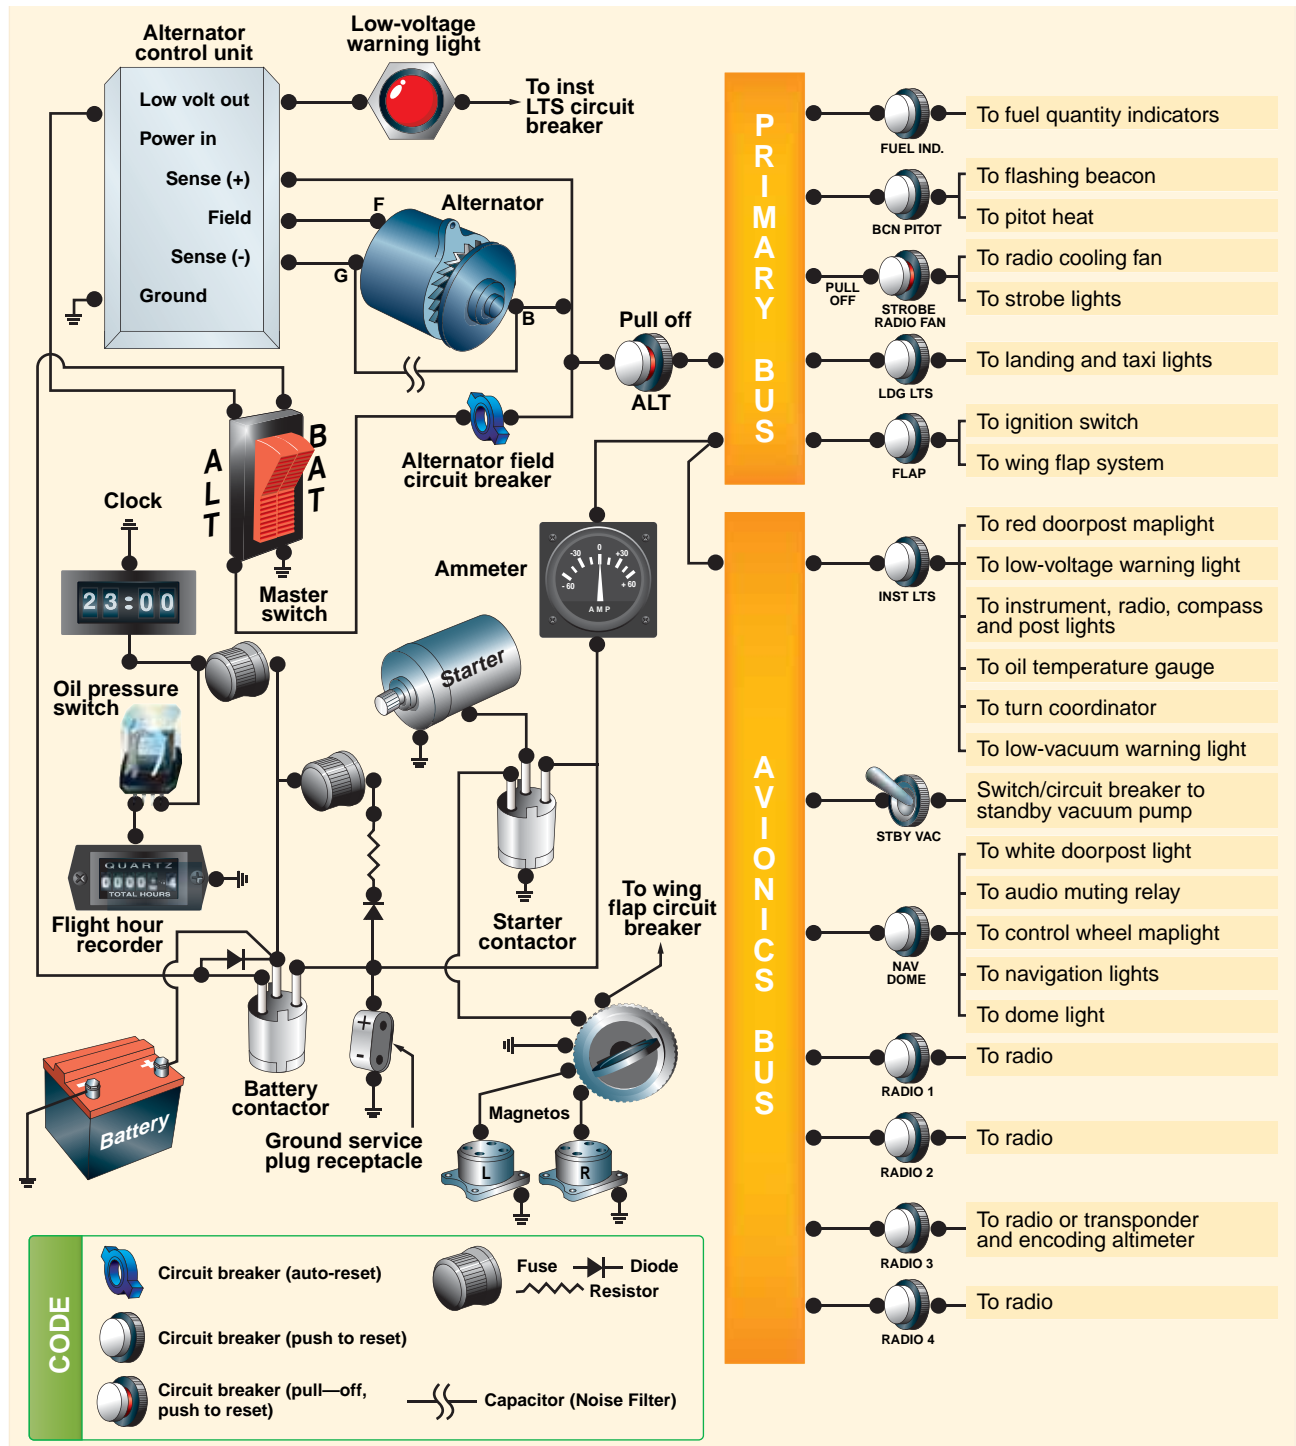 Alternator
control unit
Low-voltage
warning light
Low volt out
Power in
Sense (+)
Field
Sense (-)
Ground
To inst
LTS circuit
breaker
F
Alternator
G
B
Pull off
ALT
Alternator field
circuit breaker
ALT
BAT
Master
switch
Clock
23:00
Oil pressure
switch
Ammeter
-30
0
+30
- 60
+ 60
AMP
Starter
QUARTZ
TOTAL HOURS
Flight hour
recorder
Starter
contactor
To wing
flap circuit
breaker
+
-
Battery
Battery
contactor
Ground service
plug receptacle
Magnetos
L
R
PRIMARY BUS
FUEL IND.
To fuel quantity indicators
BCN PITOT
To flashing beacon
To pitot heat
PULL
OFF
STROBE
RADIO FAN
To radio cooling fan
To strobe lights
LDG LTS
To landing and taxi lights
FLAP
To ignition switch
To wing flap system
AVIONICS BUS
INST LTS
To red doorpost maplight
To low-voltage warning light
To instrument, radio, compass
and post lights
To oil temperature gauge
To turn coordinator
To low-vacuum warning light
STBY VAC
Switch/circuit breaker to
standby vacuum pump
NAV
DOME
To white doorpost light
To audio muting relay
To control wheel maplight
To navigation lights
To dome light
RADIO 1
To radio
RADIO 2
To radio
RADIO 3
To radio or transponder
and encoding altimeter
RADIO 4
To radio
CODE
Circuit breaker (auto-reset)
Circuit breaker (push to reset)
Circuit breaker (pull—off,
push to reset)
Fuse
Diode
Resistor
Capacitor (Noise Filter)